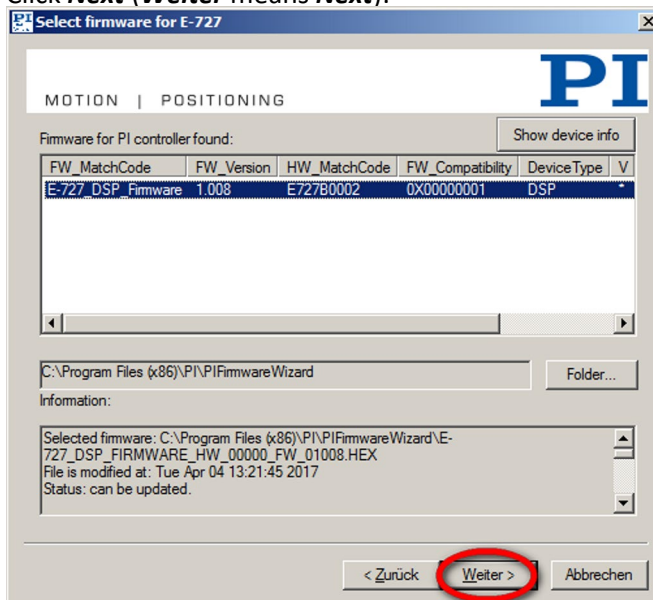 Click Next (Weiter means Next).
Select firmware for E-727
MOTION | POSITIONING
PI
Firmware for PI controller found:
Show device info
FW_MatchCode FW_Version HW_MatchCode FW_Compatibility DeviceType V
E-727_DSP_Firmware 1.008 E727B0002 0X00000001 DSP *
C:\Program Files (x86)\PI\PIFirmwareWizard
Folder...
Information:
Selected firmware: C:\Program Files (x86)\PI\PIFirmwareWizard\E-
727_DSP_FIRMWARE_HW_00000_FW_01008.HEX
File is modified at: Tue Apr 04 13:21:45 2017
Status: can be updated.
< Zurück Weiter > Abbrechen